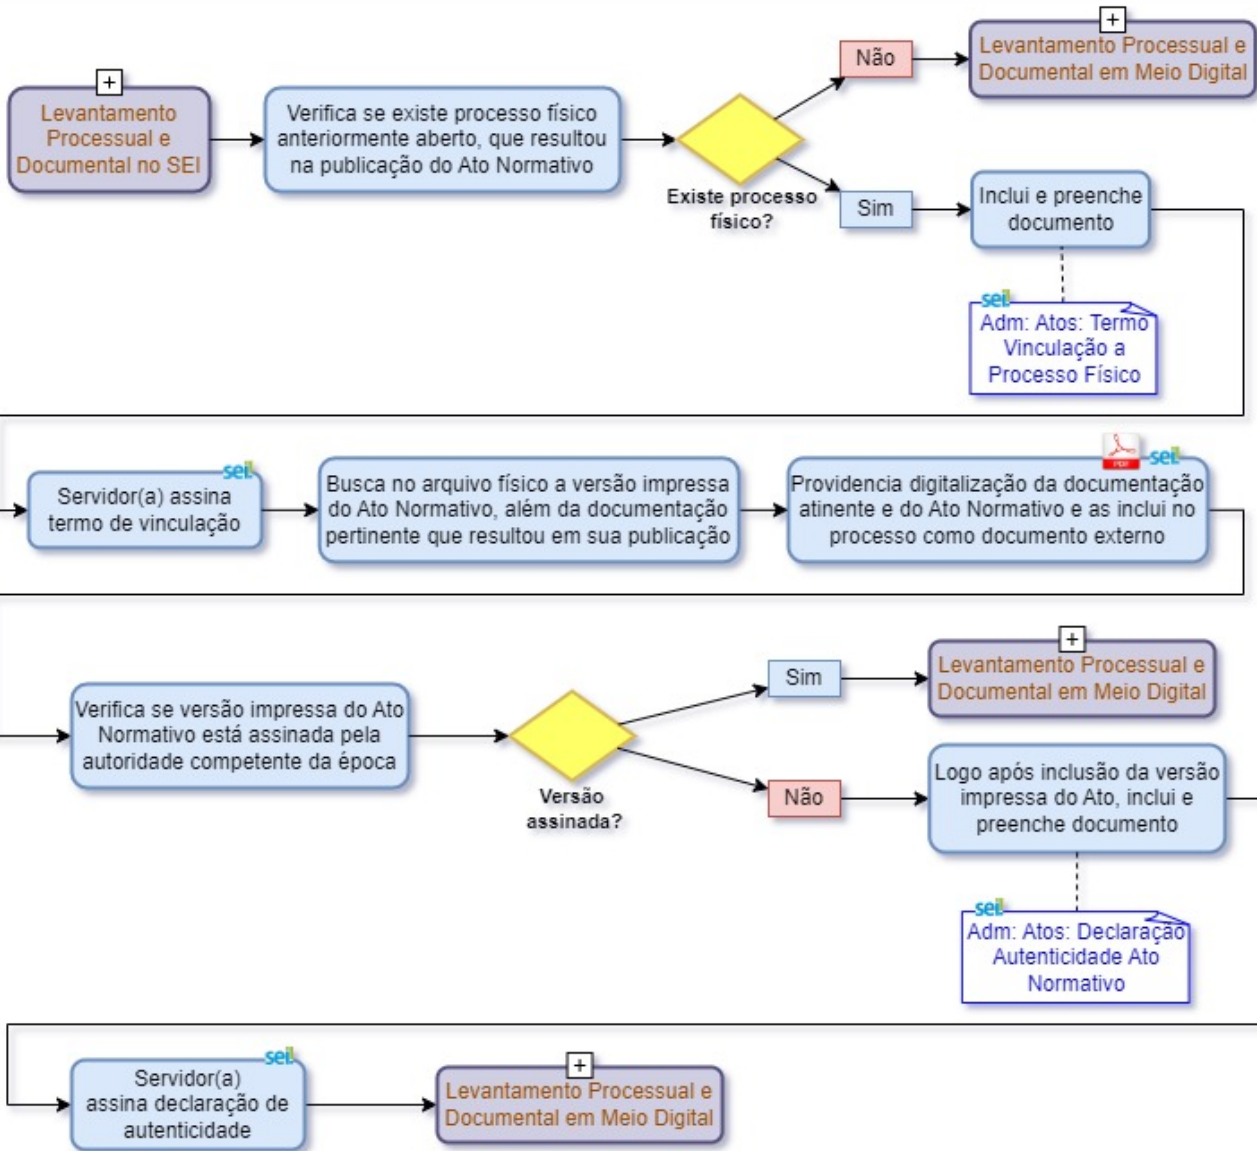 Levantamento
Processual e
Documental no SEI
Verifica se existe processo físico
anteriormente aberto, que resultou
na publicação do Ato Normativo
Existe processo
físico?
Não
Levantamento Processual e
Documental em Meio Digital
Sim
Inclui e preenche
documento
sei!
Adm: Atos: Termo
Vinculação a
Processo Físico
sei!
Servidor(a) assina
termo de vinculação
Busca no arquivo físico a versão impressa
do Ato Normativo, além da documentação
pertinente que resultou em sua publicação
PDF
sei!
Providencia digitalização da documentação
atinente e do Ato Normativo e as inclui no
processo como documento externo
Verifica se versão impressa do Ato
Normativo está assinada pela
autoridade competente da época
Versão
assinada?
Sim
Levantamento Processual e
Documental em Meio Digital
Não
Logo após inclusão da versão
impressa do Ato, inclui e
preenche documento
sei!
Adm: Atos: Declaração
Autenticidade Ato
Normativo
sei!
Servidor(a)
assina declaração de
autenticidade
Levantamento Processual e
Documental em Meio Digital